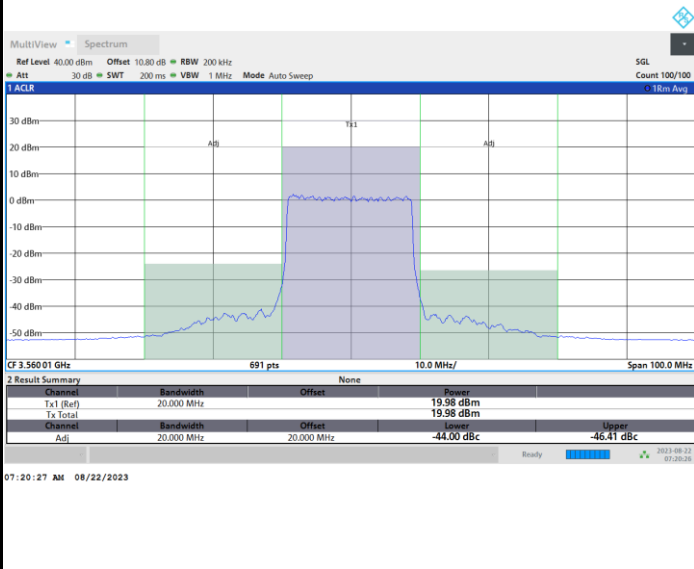 MultiView Spectrum
Ref Level 40.00 dBm Offset 10.80 dB RBW 200 kHz SGL
Att 30 dB SWT 200 ms VBW 1 MHz Mode Auto Sweep Count 100/100
1 ACLR 1Rm Avg
30 dBm
Tx1
20 dBm
Adj Adj
10 dBm
0 dBm
-10 dBm
-20 dBm
-30 dBm
-40 dBm
-50 dBm
CF 3.56001 GHz 691 pts 10.0 MHz/ Span 100.0 MHz
2 Result Summary None
Channel Bandwidth Offset Power
Tx1 (Ref) 20.000 MHz 19.98 dBm
Tx Total 19.98 dBm
Channel Bandwidth Offset Lower Upper
Adj 20.000 MHz 20.000 MHz -44.00 dBc -46.41 dBc
Ready 2023-08-22
07:20:28
07:20:27 AM 08/22/2023